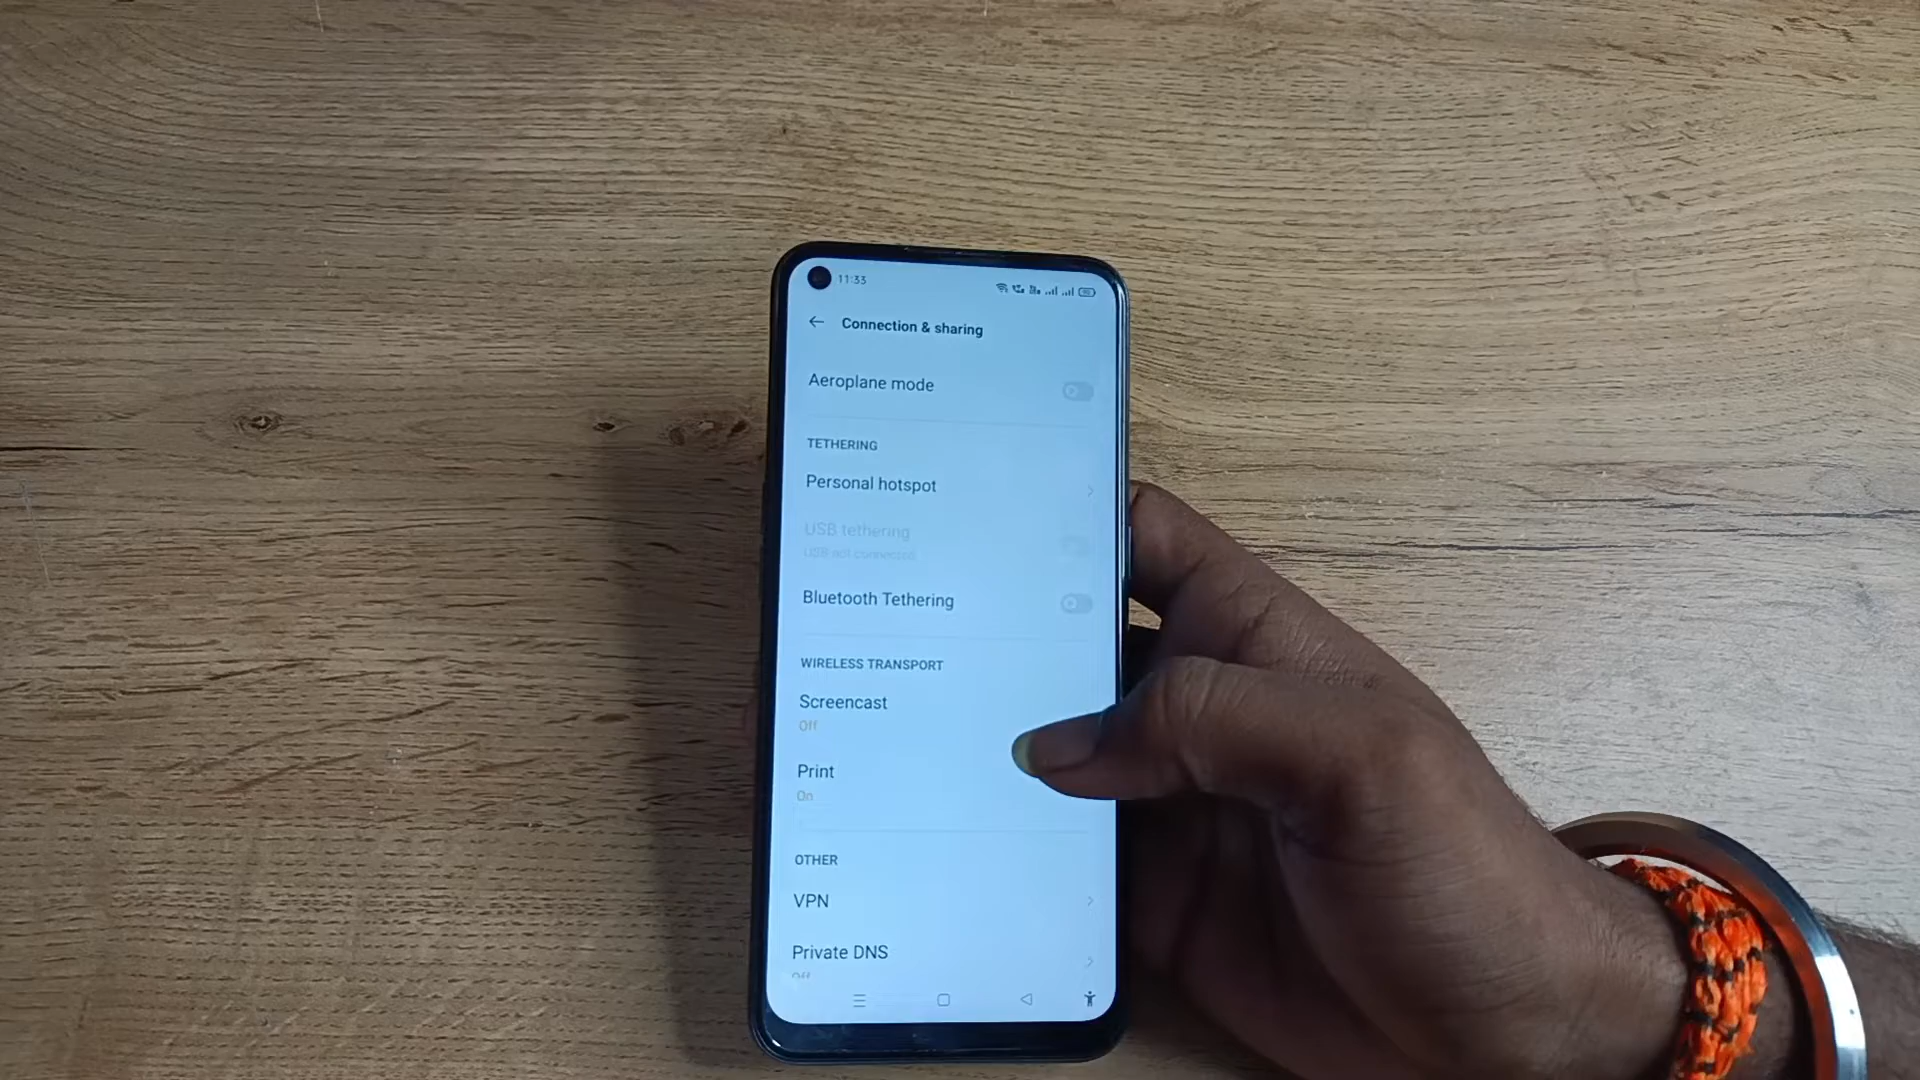 11:33
Connection & sharing
Aeroplane mode
TETHERING
Personal hotspot
USB tethering
USB not connected
Bluetooth Tethering
WIRELESS TRANSPORT
Screencast
Off
Print
On
OTHER
VPN
Private DNS
Off